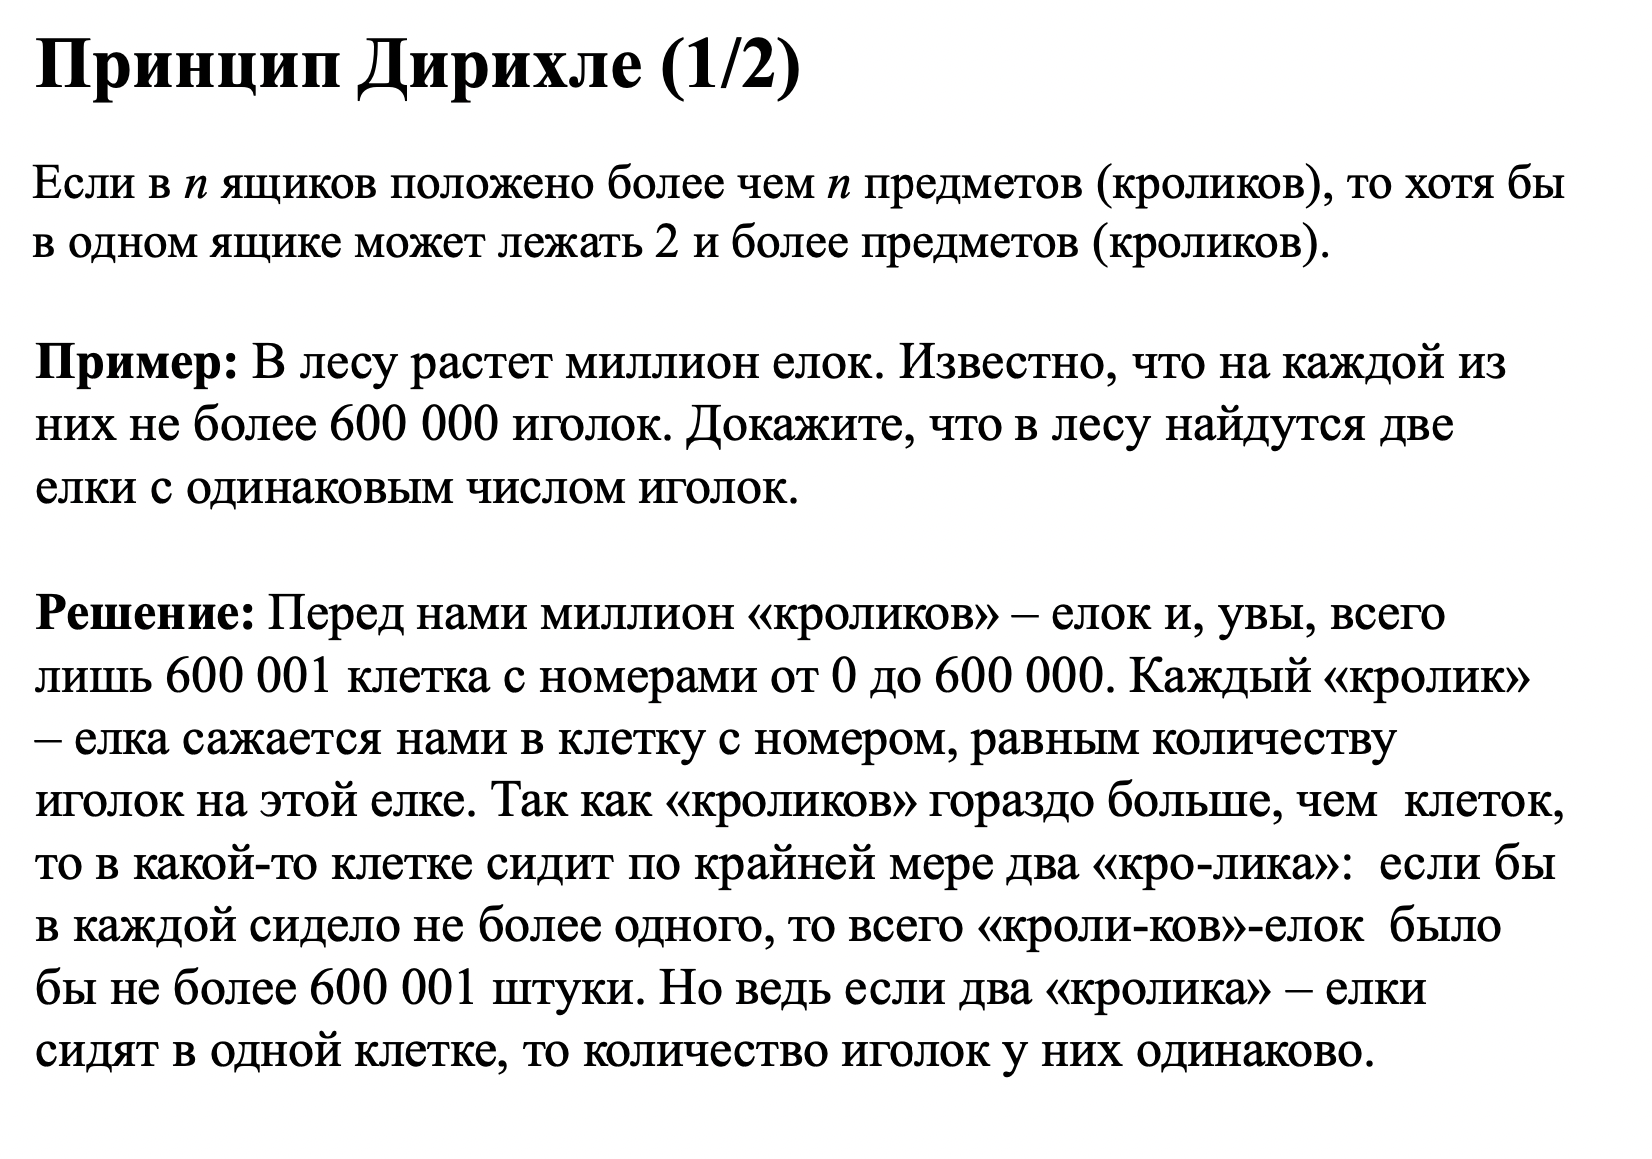 Принцип Дирихле (1/2)
Если в n ящиков положено более чем n предметов (кроликов), то хотя бы
в одном ящике может лежать 2 и более предметов (кроликов).
Пример: В лесу растет миллион елок. Известно, что на каждой из
них не более 600 000 иголок. Докажите, что в лесу найдутся две
елки с одинаковым числом иголок.
Решение: Перед нами миллион «кроликов» – елок и, увы, всего
лишь 600 001 клетка с номерами от 0 до 600 000. Каждый «кролик»
– елка сажается нами в клетку с номером, равным количеству
иголок на этой елке. Так как «кроликов» гораздо больше, чем  клеток,
то в какой-то клетке сидит по крайней мере два «кро-лика»:  если бы
в каждой сидело не более одного, то всего «кроли-ков»-елок  было
бы не более 600 001 штуки. Но ведь если два «кролика» – елки
сидят в одной клетке, то количество иголок у них одинаково.